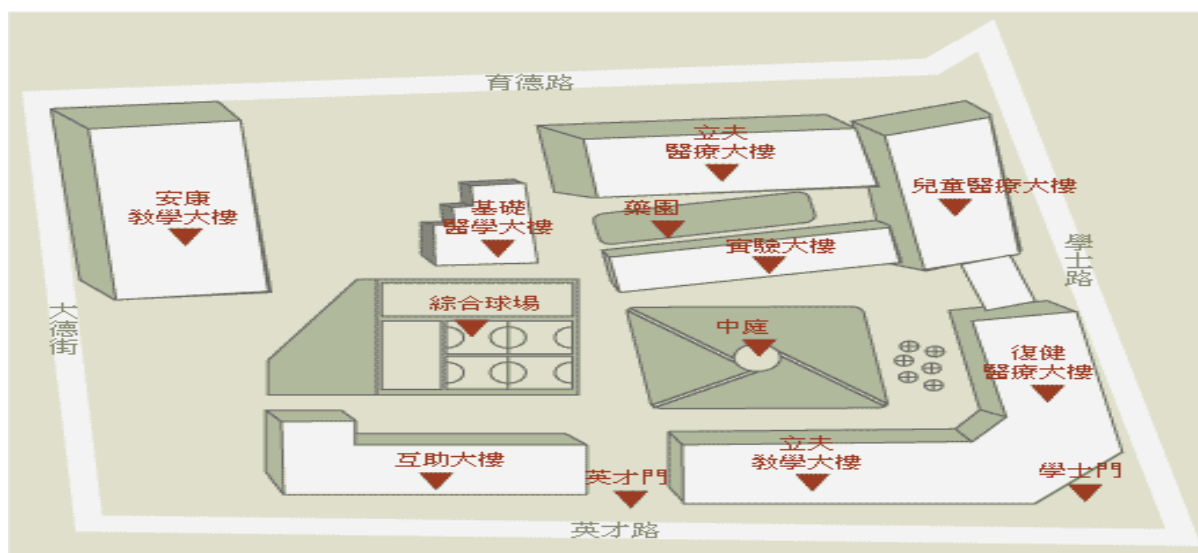 育德路
立夫
醫療大樓
安康
教學大樓
基礎
醫學大樓
藥園
兒童醫療大樓
實驗大樓
學士路
大德街
綜合球場
中庭
復健
醫療大樓
互助大樓
英才門
立夫
教學大樓
學士門
英才路